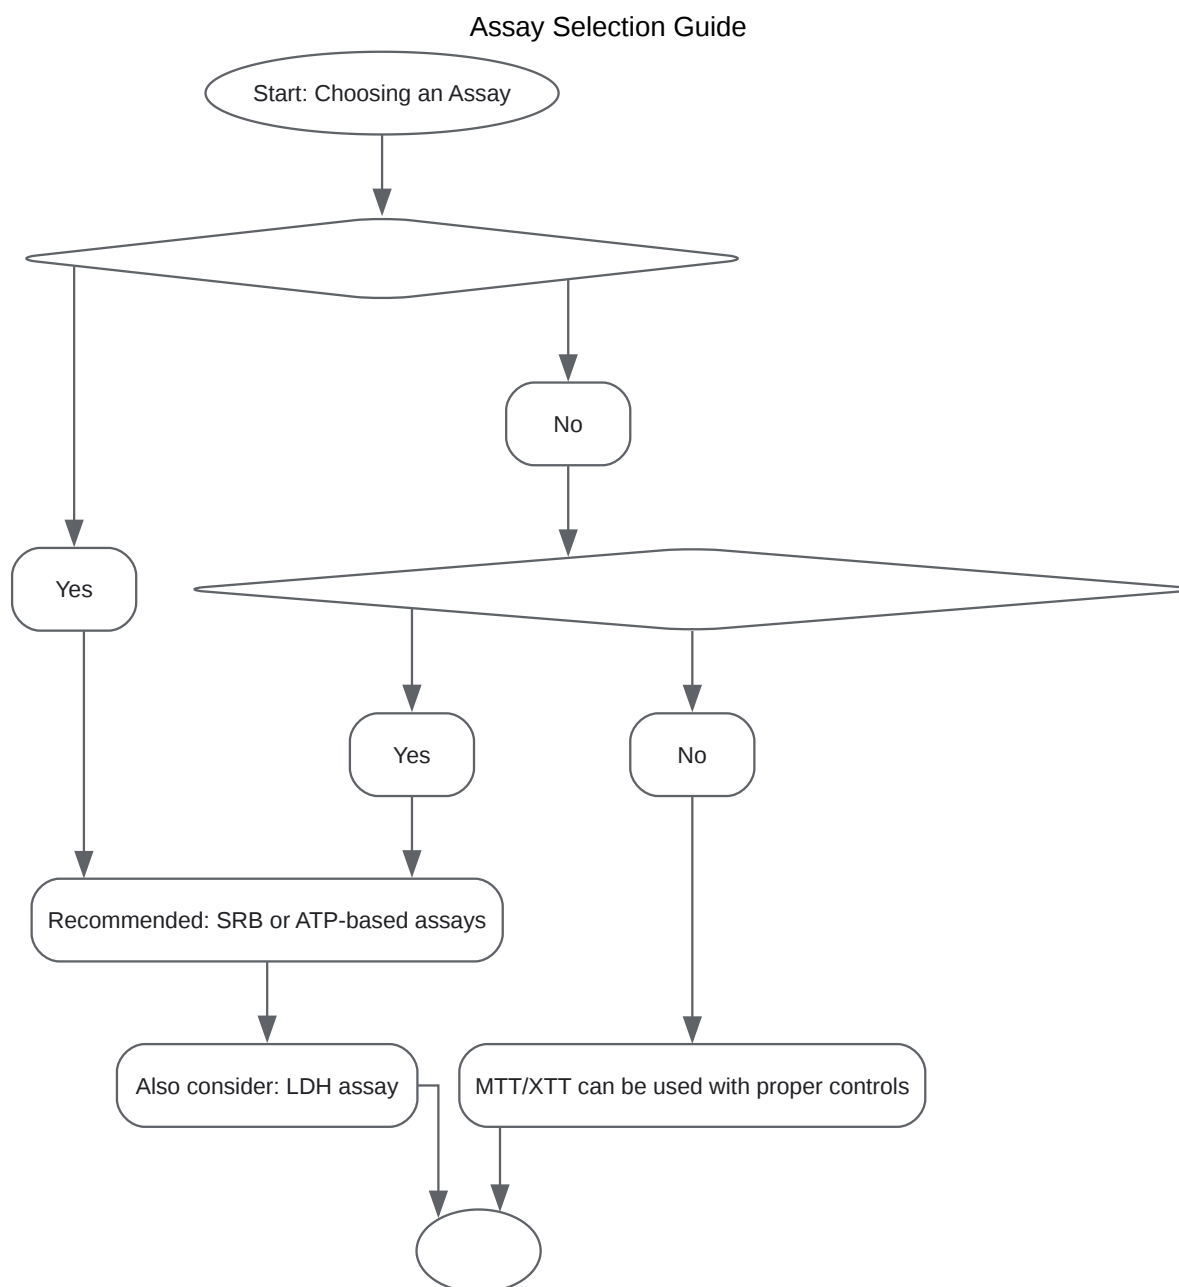 Assay Selection Guide
Start: Choosing an Assay
No
Yes
Yes
No
Recommended: SRB or ATP-based assays
Also consider: LDH assay
MTT/XTT can be used with proper controls